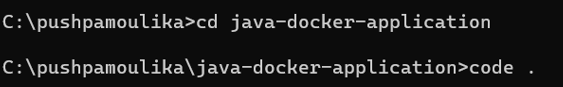 C:\pushpamoulika>cd java-docker-application
C:\pushpamoulika\java-docker-application>code .